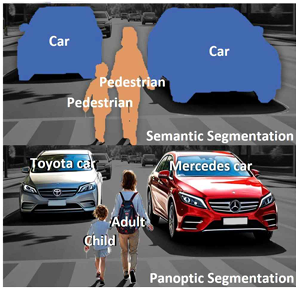 Car
Car
Pedestrian
Pedestrian
Semantic Segmentation
Toyota car
Mercedes car
Adult
Child
Panoptic Segmentation